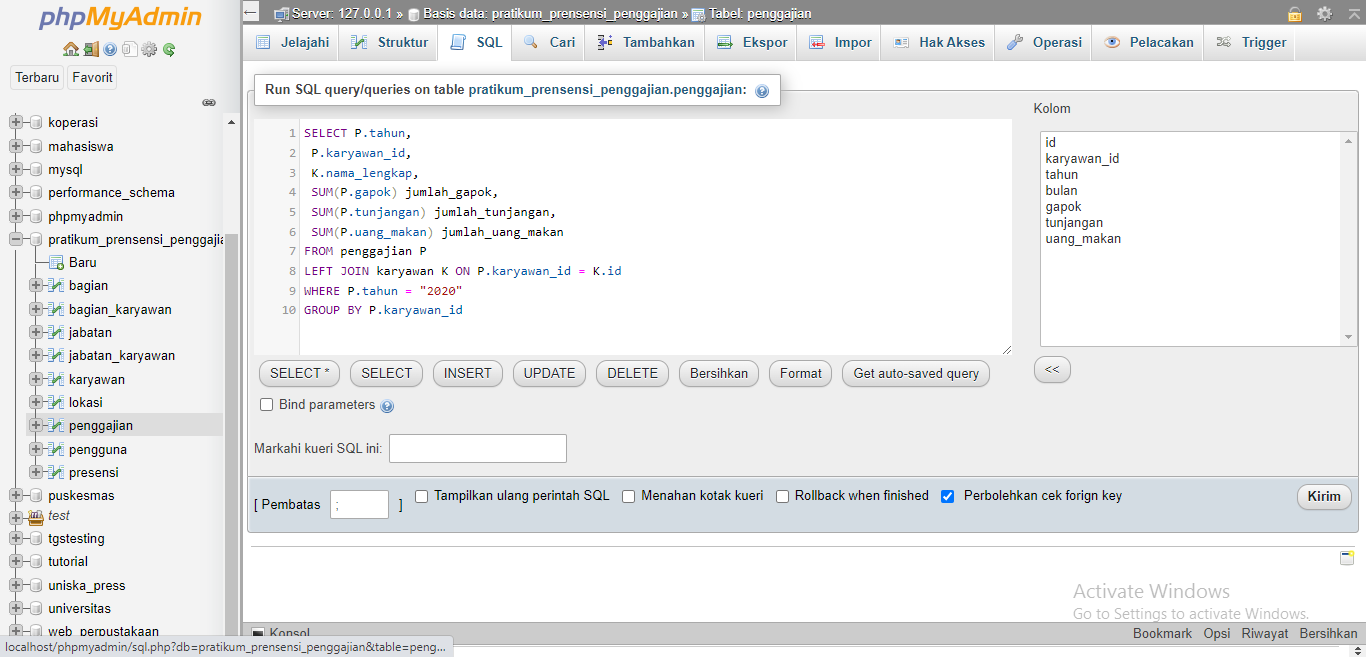 phpMyAdmin
Terbaru Favorit
koperasi
mahasiswa
mysql
performance_schema
phpmyadmin
pratikum_prensensi_penggajia
Baru
bagian
bagian_karyawan
jabatan
jabatan_karyawan
karyawan
lokasi
penggajian
pengguna
presensi
puskesmas
test
tgstesting
tutorial
uniska_press
universitas
web_perpustakaan
localhost/phpmyadmin/sql.php?db=pratikum_prensensi_penggajian&table=peng...
Server: 127.0.0.1 » Basis data: pratikum_prensensi_penggajian » Tabel: penggajian
Jelajahi Struktur SQL Cari Tambahkan Ekspor Impor Hak Akses Operasi Pelacakan Trigger
Run SQL query/queries on table pratikum_prensensi_penggajian.penggajian:
1 SELECT P.tahun,
2 P.karyawan_id,
3 K.nama_lengkap,
4 SUM(P.gapok) jumlah_gapok,
5 SUM(P.tunjangan) jumlah_tunjangan,
6 SUM(P.uang_makan) jumlah_uang_makan
7 FROM penggajian P
8 LEFT JOIN karyawan K ON P.karyawan_id = K.id
9 WHERE P.tahun = "2020"
10 GROUP BY P.karyawan_id
Kolom
id
karyawan_id
tahun
bulan
gapok
tunjangan
uang_makan
<<
SELECT * SELECT INSERT UPDATE DELETE Bersihkan Format Get auto-saved query
Bind parameters
Markahi kueri SQL ini:
[ Pembatas ; ] Tampilkan ulang perintah SQL Menahan kotak kueri Rollback when finished Perbolehkan cek forign key Kirim
Activate Windows
Go to Settings to activate Windows.
Konsol
Bookmark Opsi Riwayat Bersihkan